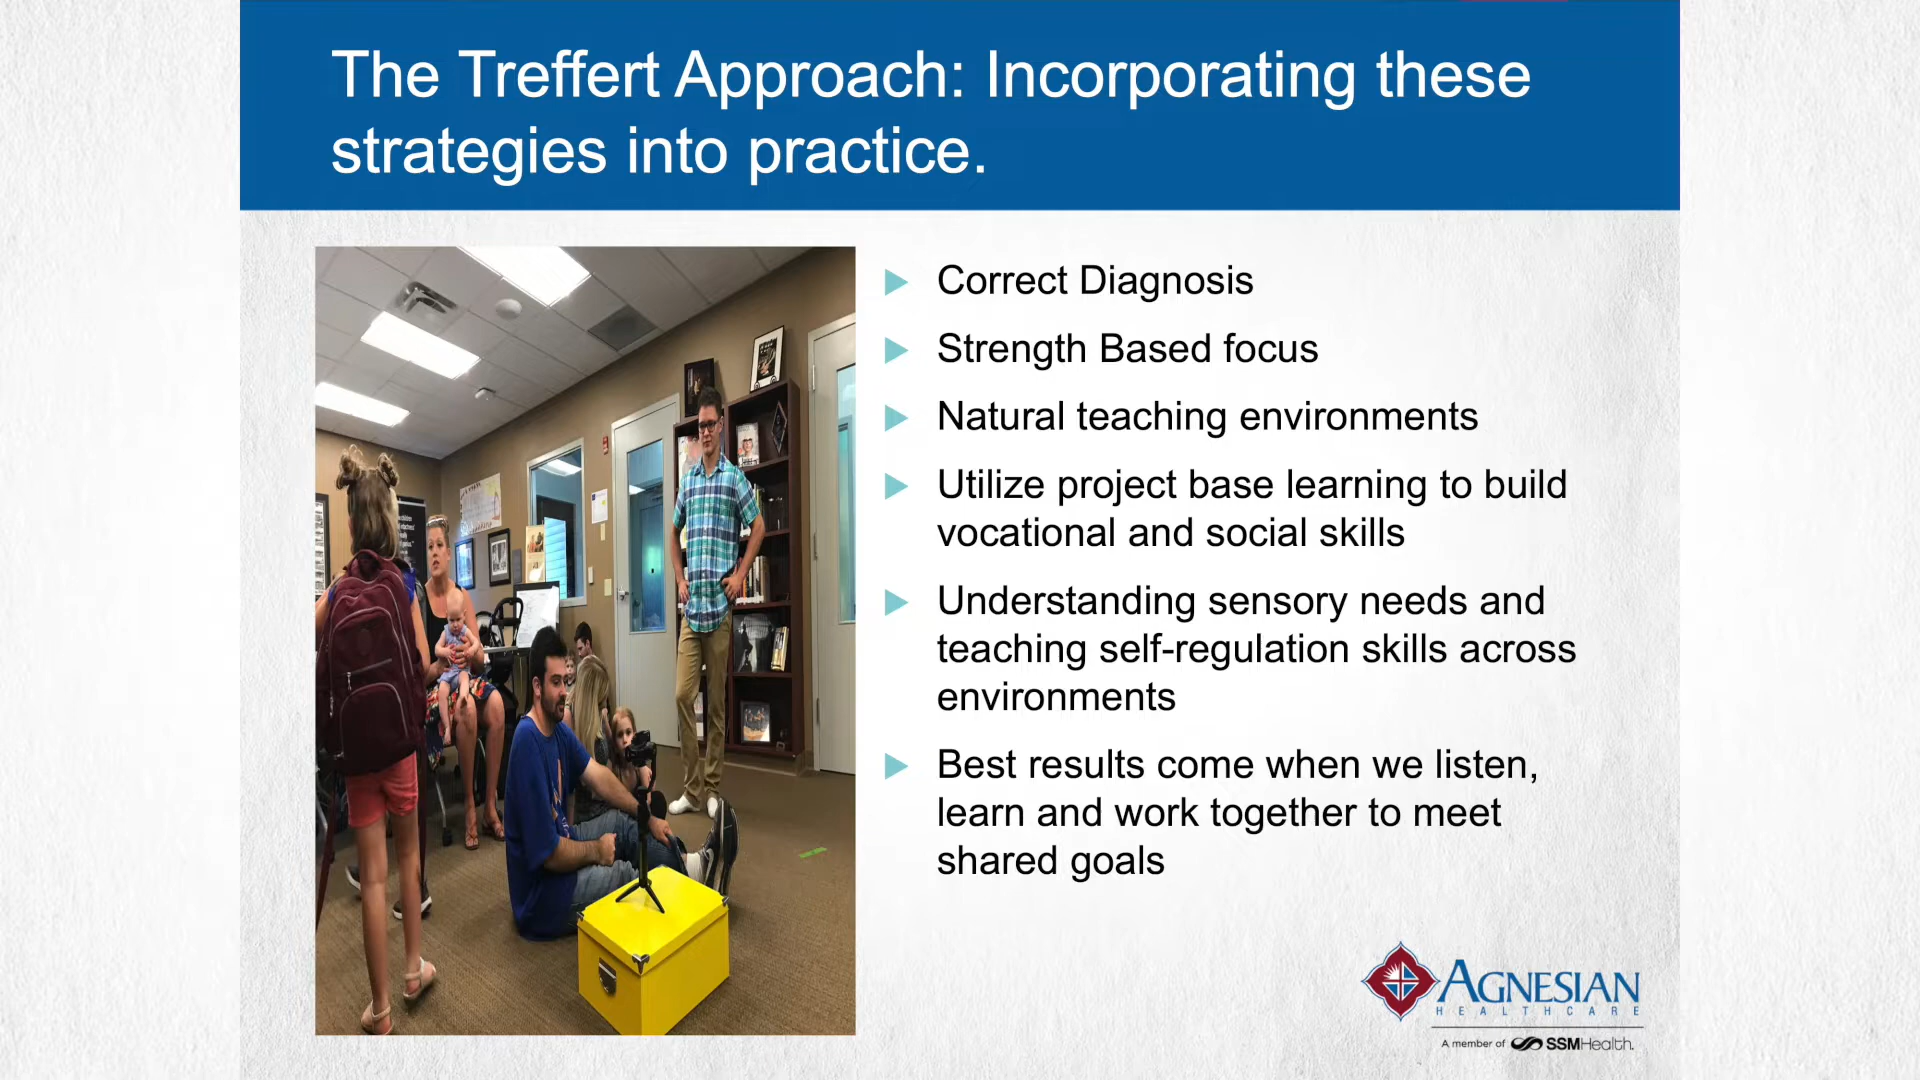 The Treffert Approach: Incorporating these
strategies into practice.
Correct Diagnosis
Strength Based focus
Natural teaching environments
Utilize project base learning to build
vocational and social skills
Understanding sensory needs and
teaching self-regulation skills across
environments
Best results come when we listen,
learn and work together to meet
shared goals
AGNESIAN
HEALTHCARE
A member of SSMHealth.